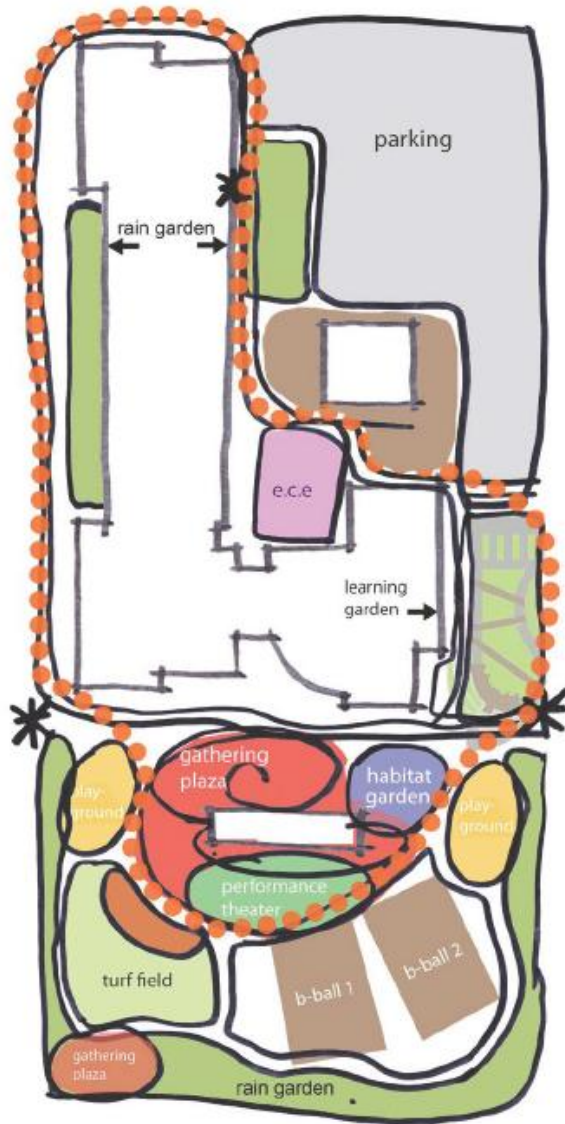 parking
rain garden
e.c.e
learning
garden
gathering
plaza
habitat
garden
play-
ground
play-
ground
performance
theater
turf field
b-ball 1
b-ball 2
gathering
plaza
rain garden